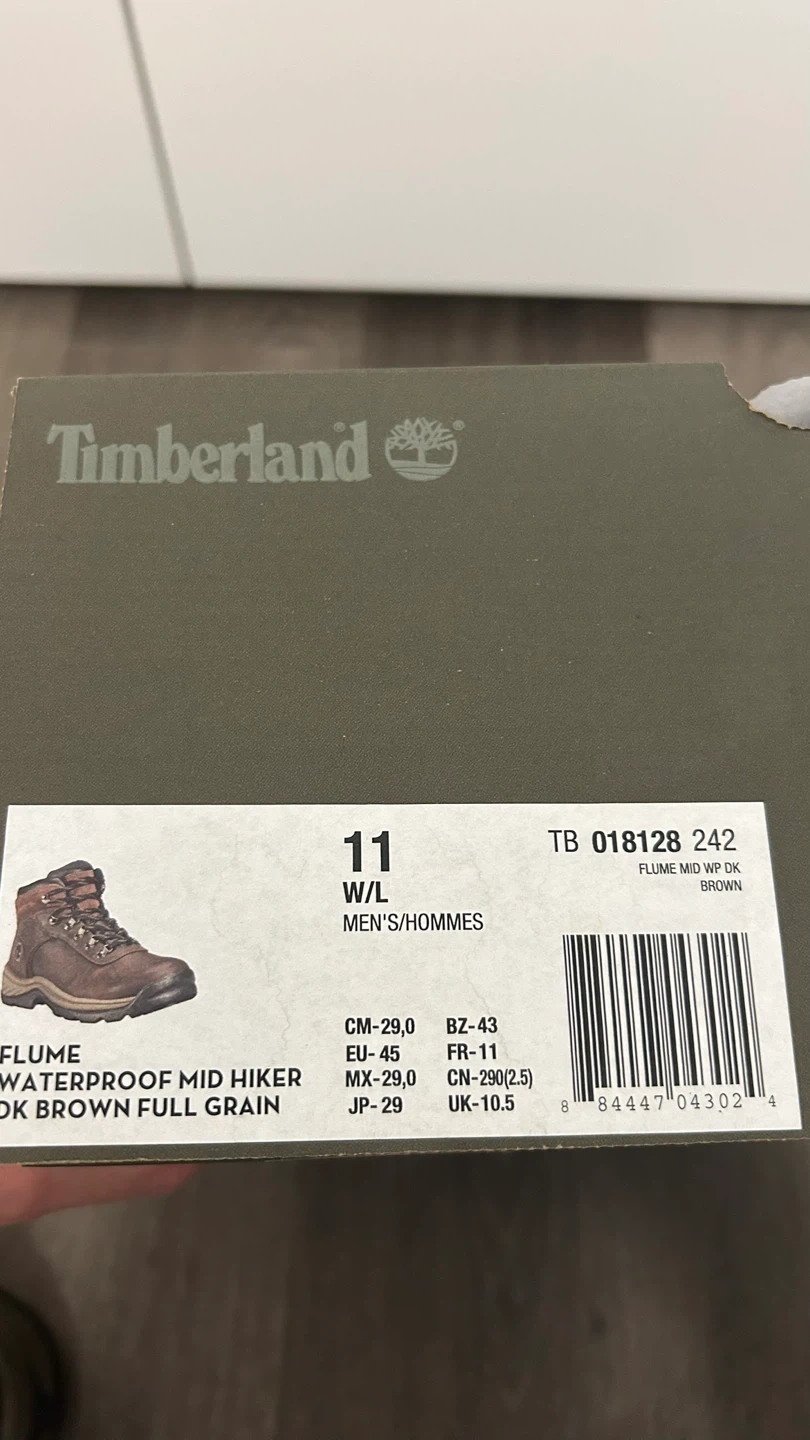 Timberland®
11
W/L
MEN'S/HOMMES
TB 018128 242
FLUME MID WP DK
BROWN
FLUME
WATERPROOF MID HIKER
DK BROWN FULL GRAIN
CM-29,0 BZ-43
EU-45 FR-11
MX-29,0 CN-290(2.5)
JP-29 UK-10.5
8 84447 04302 4